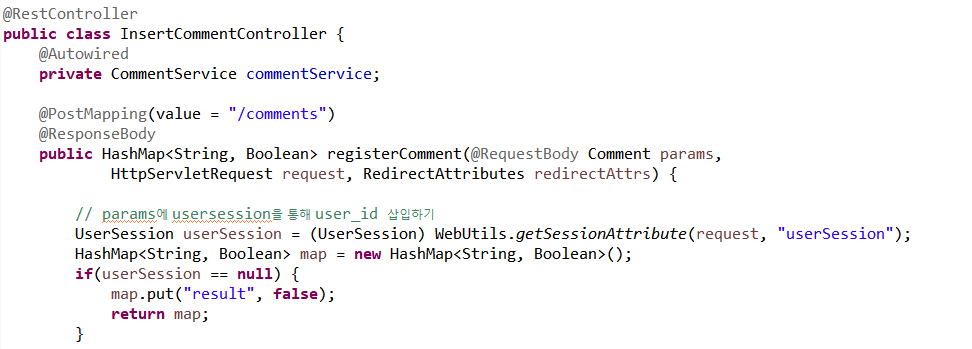 @RestController
public class InsertCommentController {
@Autowired
private CommentService commentService;
@PostMapping(value = "/comments")
@ResponseBody
public HashMap<String, Boolean> registerComment(@RequestBody Comment params,
HttpServletRequest request, RedirectAttributes redirectAttrs) {
// params에 usersession을 통해 user_id 삽입하기
UserSession userSession = (UserSession) WebUtils.getSessionAttribute(request, "userSession");
HashMap<String, Boolean> map = new HashMap<String, Boolean>();
if(userSession == null) {
map.put("result", false);
return map;
}